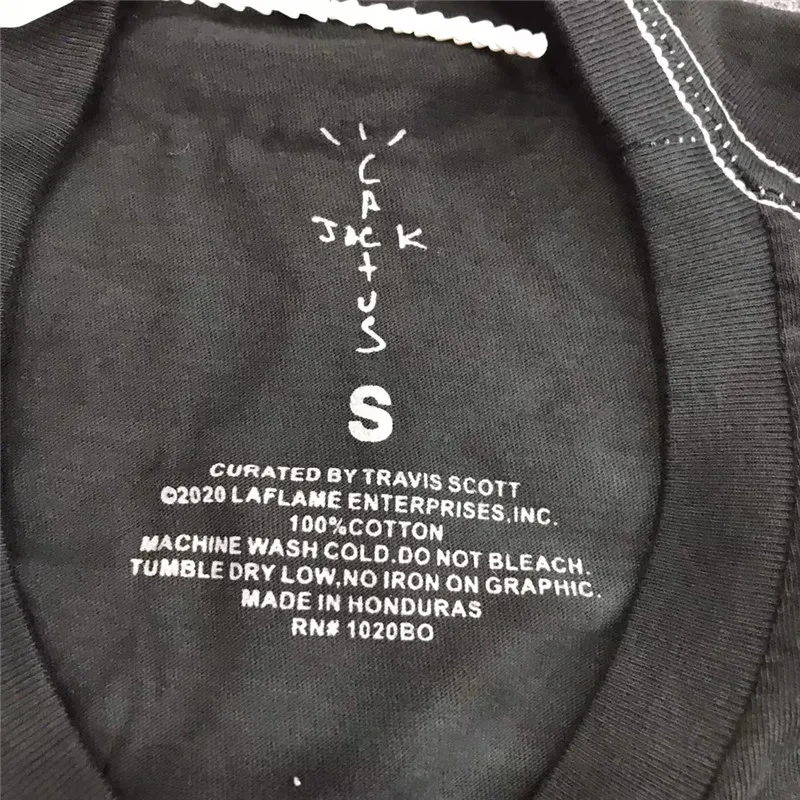 CACTUS
JACK
S
CURATED BY TRAVIS SCOTT
©2020 LAFLAME ENTERPRISES,INC.
100%COTTON
MACHINE WASH COLD.DO NOT BLEACH.
TUMBLE DRY LOW,NO IRON ON GRAPHIC.
MADE IN HONDURAS
RN# 1020BO